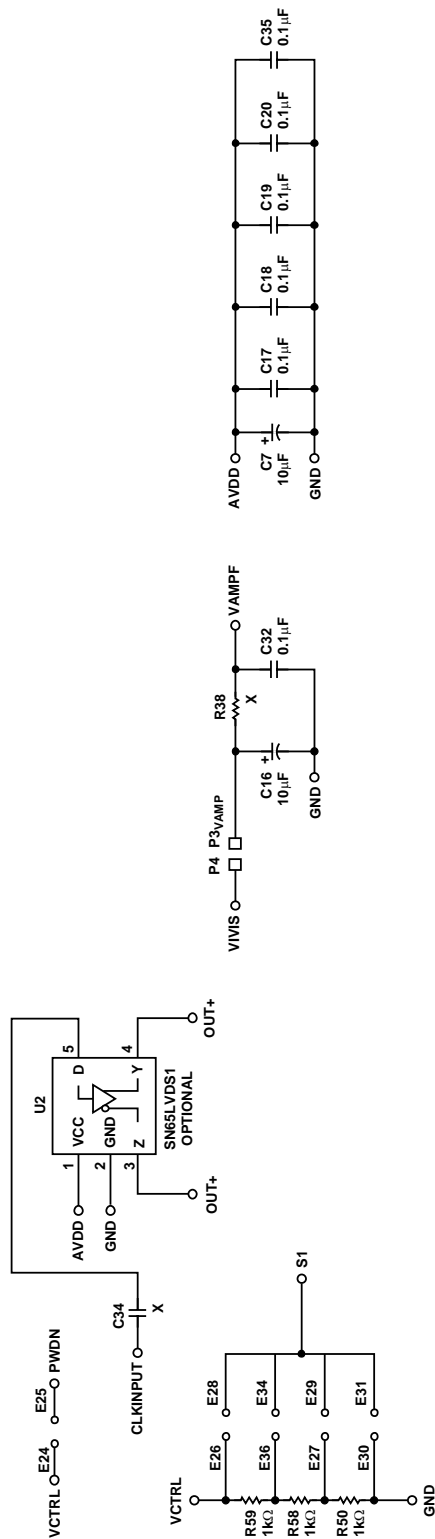 VCTRL
E24
E25
PWDN
CLKINPUT
C34
X
AVDD
GND
1
2
3
VCC
GND
Z
U2
D
Y
5
4
SN65LVDS1
OPTIONAL
OUT+
OUT+
VCTRL
E26
E28
R59
1kΩ
E36
E34
R58
1kΩ
E27
E29
R50
1kΩ
E30
E31
GND
S1
VIVIS
P4
P3
VAMP
R38
X
VAMPF
C16
10µF
+
C32
0.1µF
GND
AVDD
GND
C7
10µF
+
C17
0.1µF
C18
0.1µF
C19
0.1µF
C20
0.1µF
C35
0.1µF